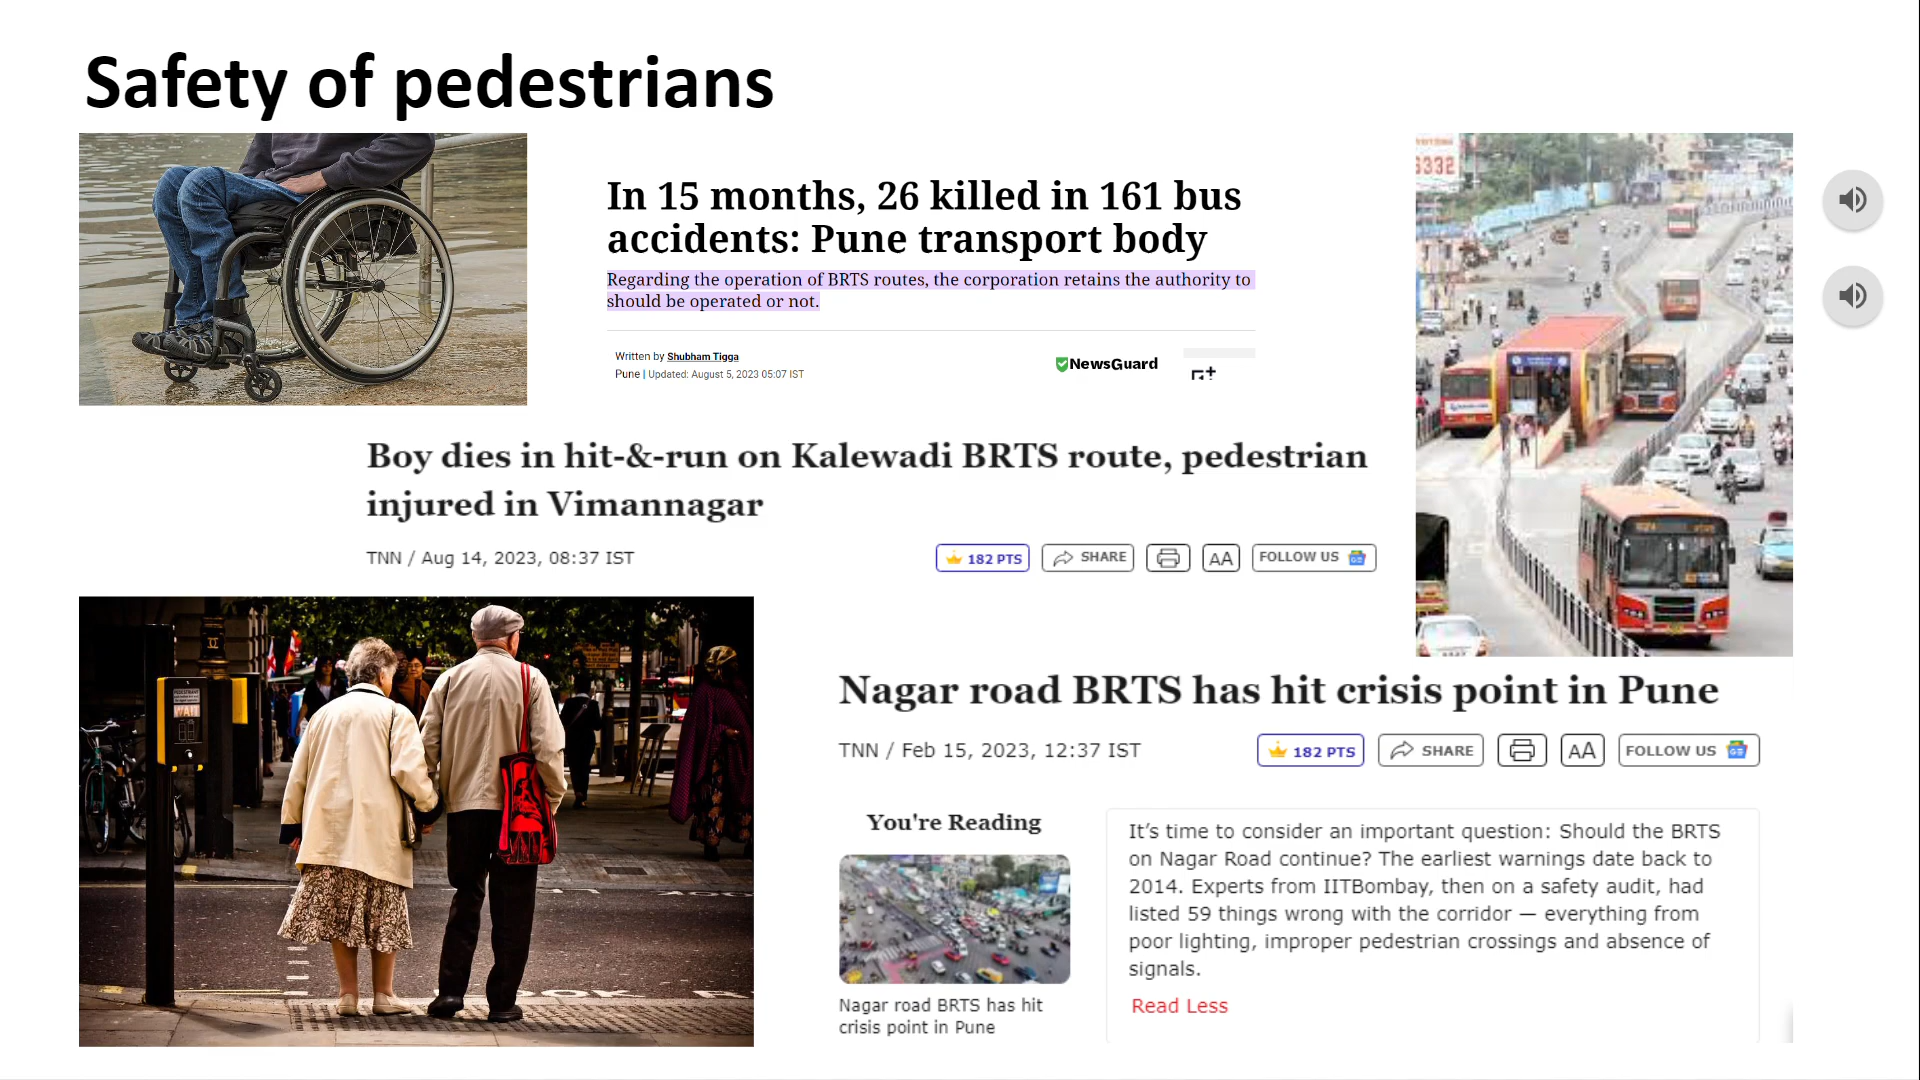 Safety of pedestrians
In 15 months, 26 killed in 161 bus
accidents: Pune transport body
Regarding the operation of BRTS routes, the corporation retains the authority to
should be operated or not.
Written by Shubham Tigga
Pune | Updated: August 5, 2023 05:07 IST
NewsGuard
Boy dies in hit-&-run on Kalewadi BRTS route, pedestrian
injured in Vimannagar
TNN / Aug 14, 2023, 08:37 IST
182 PTS
SHARE
AA
FOLLOW US
Nagar road BRTS has hit crisis point in Pune
TNN / Feb 15, 2023, 12:37 IST
182 PTS
SHARE
AA
FOLLOW US
You're Reading
Nagar road BRTS has hit
crisis point in Pune
It’s time to consider an important question: Should the BRTS
on Nagar Road continue? The earliest warnings date back to
2014. Experts from IITBombay, then on a safety audit, had
listed 59 things wrong with the corridor — everything from
poor lighting, improper pedestrian crossings and absence of
signals.
Read Less
WAIT